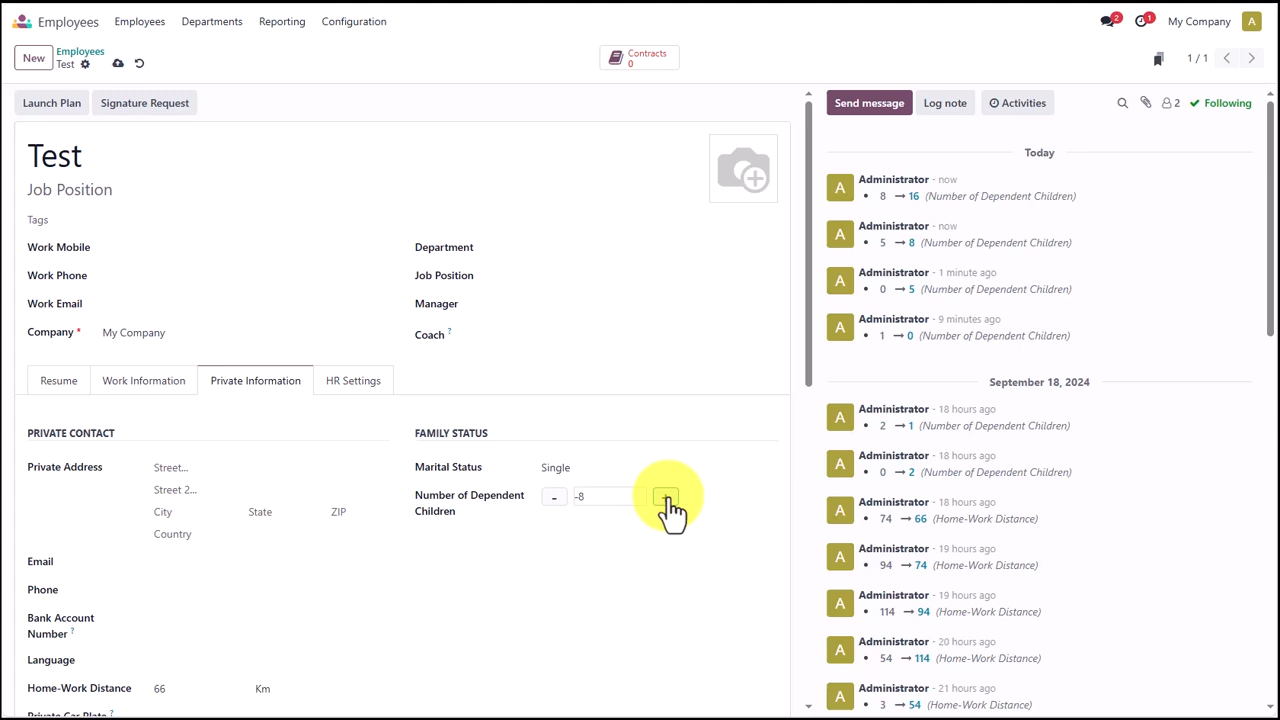 Employees Employees Departments Reporting Configuration 2 1 My Company A
New Employees Contracts 1 / 1
Test 0
Launch Plan Signature Request
Test
Job Position
Tags
Work Mobile Department
Work Phone Job Position
Work Email Manager
Company * My Company Coach ?
Resume Work Information Private Information HR Settings
PRIVATE CONTACT FAMILY STATUS
Private Address Street... Marital Status Single
Street 2... Number of Dependent - -8
City State ZIP Children
Country
Email
Phone
Bank Account
Number ?
Language
Home-Work Distance 66 Km
Private Car Plate ?
Send message Log note Activities 2 Following
Today
A Administrator - now
• 8 → 16 (Number of Dependent Children)
A Administrator - now
• 5 → 8 (Number of Dependent Children)
A Administrator - 1 minute ago
• 0 → 5 (Number of Dependent Children)
A Administrator - 9 minutes ago
• 1 → 0 (Number of Dependent Children)
September 18, 2024
A Administrator - 18 hours ago
• 2 → 1 (Number of Dependent Children)
A Administrator - 18 hours ago
• 0 → 2 (Number of Dependent Children)
A Administrator - 18 hours ago
• 74 → 66 (Home-Work Distance)
A Administrator - 19 hours ago
• 94 → 74 (Home-Work Distance)
A Administrator - 19 hours ago
• 114 → 94 (Home-Work Distance)
A Administrator - 20 hours ago
• 54 → 114 (Home-Work Distance)
A Administrator - 21 hours ago
• 3 → 54 (Home-Work Distance)